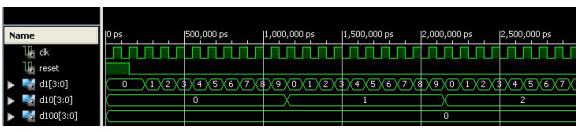 Name 0 ps 500,000 ps 1,000,000 ps 1,500,000 ps 2,000,000 ps 2,500,000 ps
clk
reset
d1[3:0] 0 1 2 3 4 5 6 7 8 9 0 1 2 3 4 5 6 7 8 9 0 1 2 3 4 5 6 7
d10[3:0] 0 1 2
d100[3:0] 0